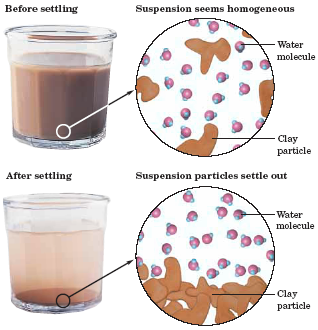 Before settling
Suspension seems homogeneous
Water
molecule
Clay
particle
After settling
Suspension particles settle out
Water
molecule
Clay
particle